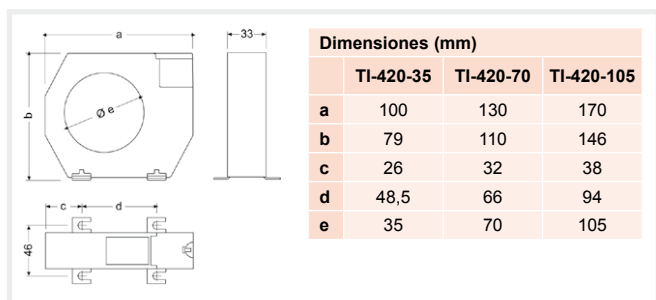 a
33
b
Ø e
c
d
46
Dimensiones (mm)
TI-420-35 TI-420-70 TI-420-105
a 100 130 170
b 79 110 146
c 26 32 38
d 48,5 66 94
e 35 70 105